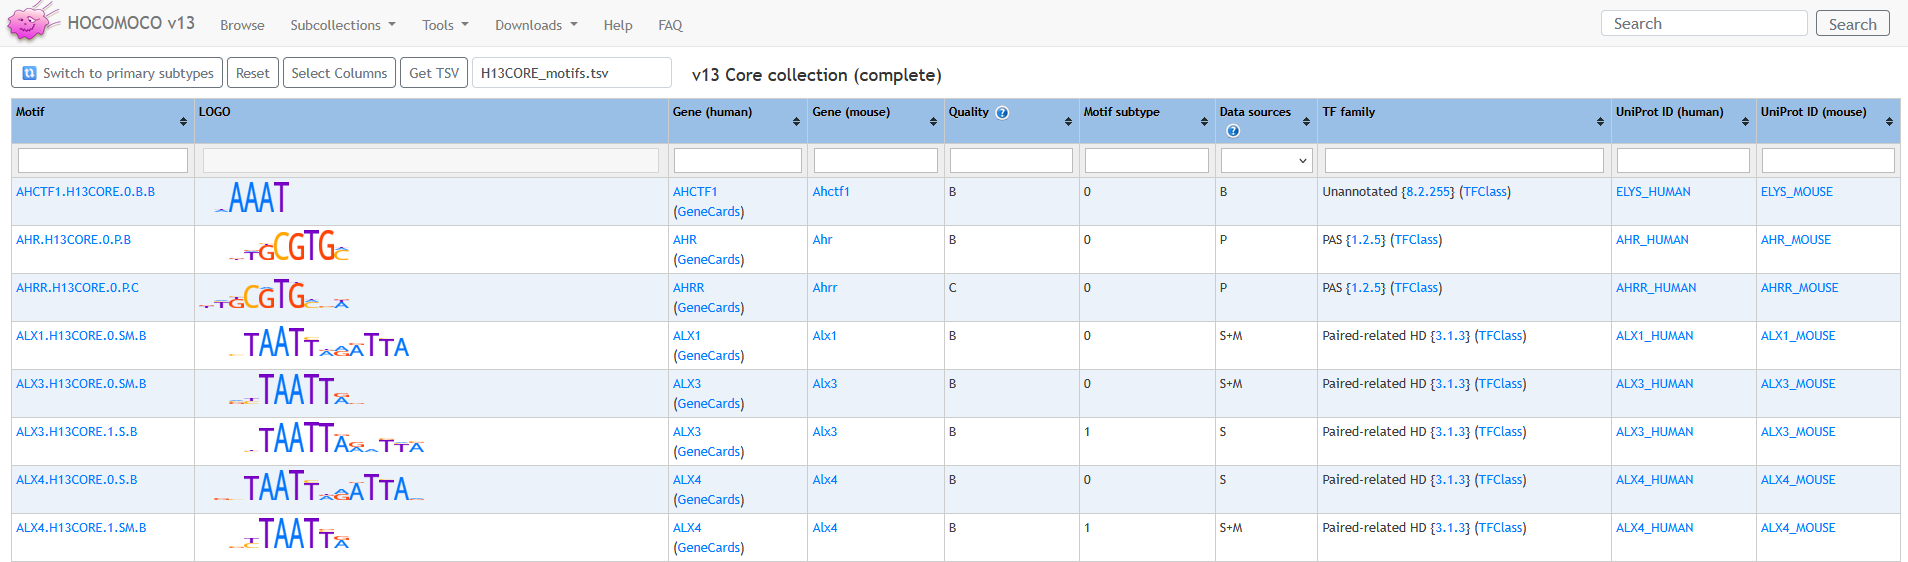 HOCOMOCO v13 Browse Subcollections Tools Downloads Help FAQ Search Search
Switch to primary subtypes Reset Select Columns Get TSV H13CORE_motifs.tsv v13 Core collection (complete)
Motif LOGO Gene (human) Gene (mouse) Quality ? Motif subtype Data sources TF family UniProt ID (human) UniProt ID (mouse)
?
AHCTF1.H13CORE.0.B.B AAAT AHCTF1 Ahctf1 B 0 B Unannotated {8.2.255} (TFClass) ELYS_HUMAN ELYS_MOUSE
(GeneCards)
AHR.H13CORE.0.P.B TGCGTGC AHR Ahr B 0 P PAS {1.2.5} (TFClass) AHR_HUMAN AHR_MOUSE
(GeneCards)
AHRR.H13CORE.0.P.C TGCGTG AHRR Ahrr C 0 P PAS {1.2.5} (TFClass) AHRR_HUMAN AHRR_MOUSE
(GeneCards)
ALX1.H13CORE.0.SM.B TAATT ATTA ALX1 Alx1 B 0 S+M Paired-related HD {3.1.3} (TFClass) ALX1_HUMAN ALX1_MOUSE
(GeneCards)
ALX3.H13CORE.0.SM.B TAATT ALX3 Alx3 B 0 S+M Paired-related HD {3.1.3} (TFClass) ALX3_HUMAN ALX3_MOUSE
(GeneCards)
ALX3.H13CORE.1.S.B TAATTA TTA ALX3 Alx3 B 1 S Paired-related HD {3.1.3} (TFClass) ALX3_HUMAN ALX3_MOUSE
(GeneCards)
ALX4.H13CORE.0.S.B TAATT ATTA ALX4 Alx4 B 0 S Paired-related HD {3.1.3} (TFClass) ALX4_HUMAN ALX4_MOUSE
(GeneCards)
ALX4.H13CORE.1.SM.B TAATT ALX4 Alx4 B 1 S+M Paired-related HD {3.1.3} (TFClass) ALX4_HUMAN ALX4_MOUSE
(GeneCards)